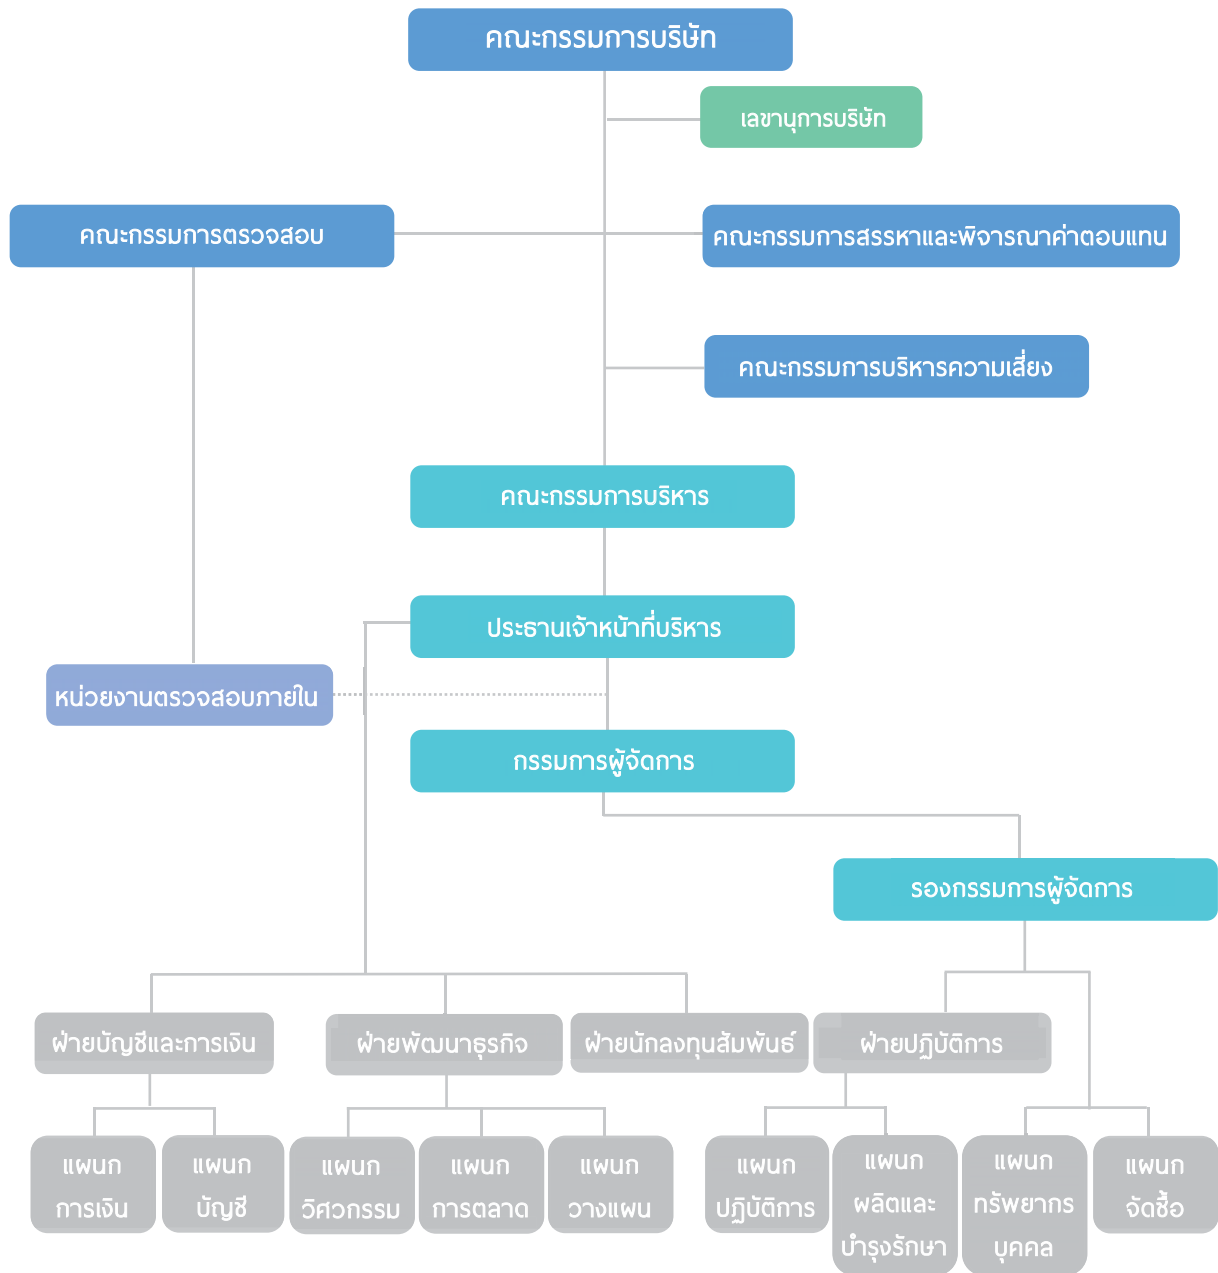 คณะกรรมการบริษัท
เลขานุการบริษัท
คณะกรรมการตรวจสอบ
คณะกรรมการสรรหาและพิจารณาค่าตอบแทน
คณะกรรมการบริหารความเสี่ยง
คณะกรรมการบริหาร
ประธานเจ้าหน้าที่บริหาร
หน่วยงานตรวจสอบภายใน
กรรมการผู้จัดการ
รองกรรมการผู้จัดการ
ฝ่ายบัญชีและการเงิน
ฝ่ายพัฒนาธุรกิจ
ฝ่ายนักลงทุนสัมพันธ์
ฝ่ายปฏิบัติการ
แผนก
การเงิน
แผนก
บัญชี
แผนก
วิศวกรรม
แผนก
การตลาด
แผนก
วางแผน
แผนก
ปฏิบัติการ
แผนก
ผลิตและ
บำรุงรักษา
แผนก
ทรัพยากร
บุคคล
แผนก
จัดซื้อ